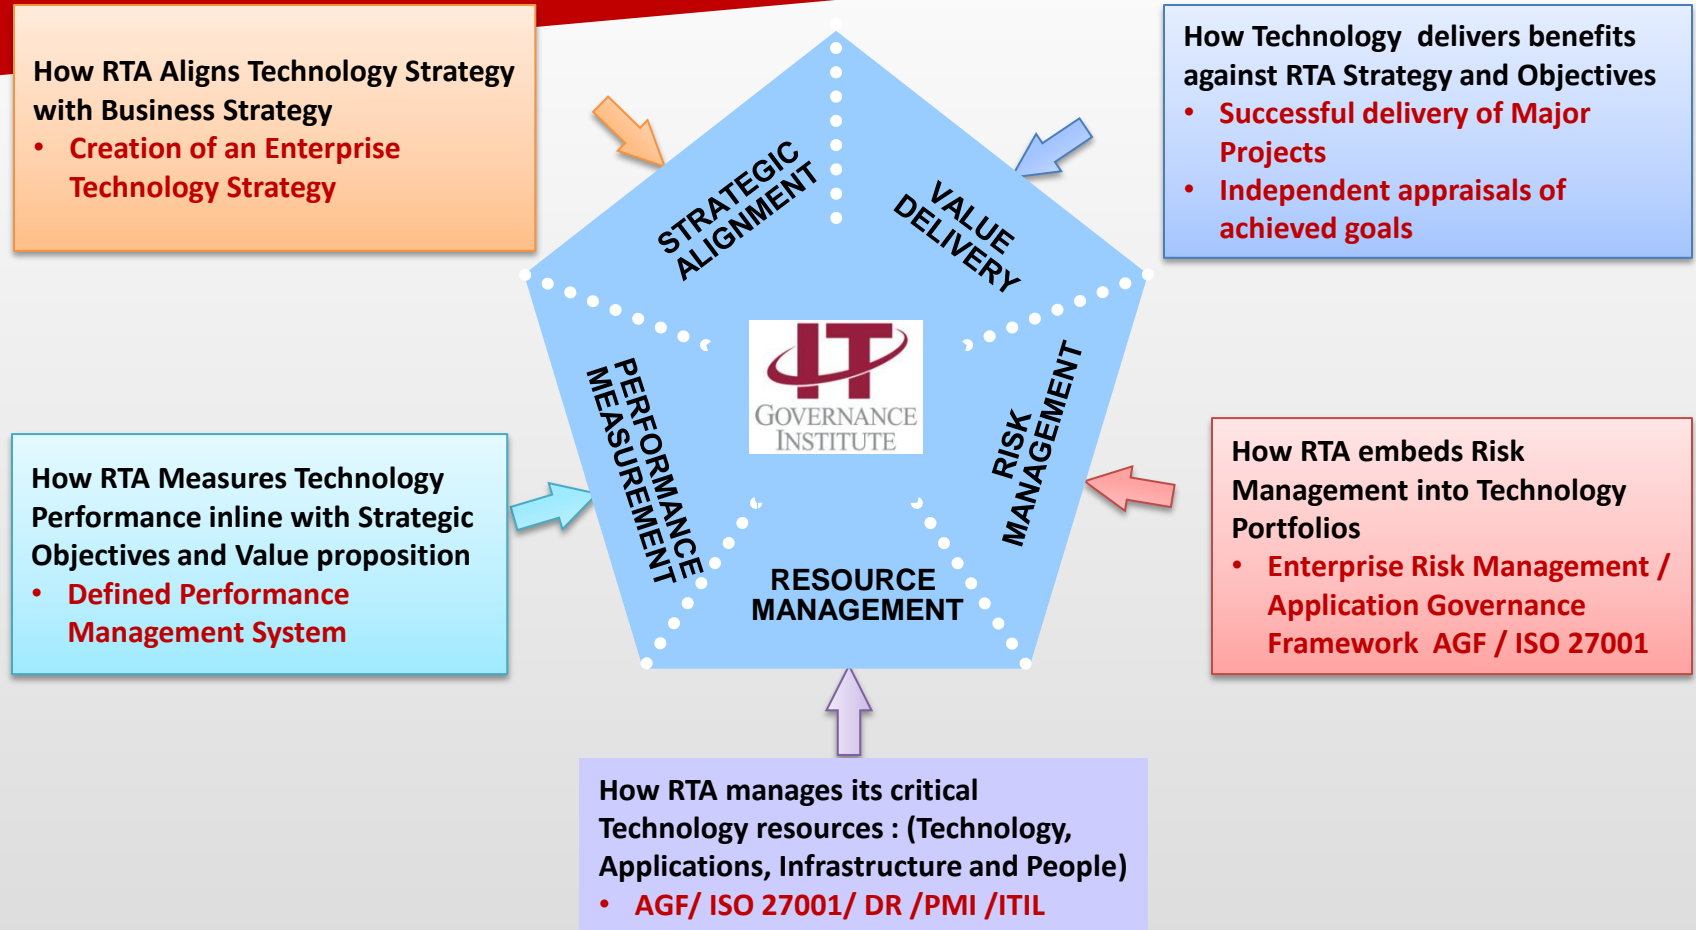 How RTA Aligns Technology Strategy
with Business Strategy
• Creation of an Enterprise
Technology Strategy
How Technology delivers benefits
against RTA Strategy and Objectives
• Successful delivery of Major
Projects
• Independent appraisals of
achieved goals
STRATEGIC
ALIGNMENT
VALUE
DELIVERY
IT
GOVERNANCE
INSTITUTE
PERFORMANCE
MEASUREMENT
RISK
MANAGEMENT
RESOURCE
MANAGEMENT
How RTA Measures Technology
Performance inline with Strategic
Objectives and Value proposition
• Defined Performance
Management System
How RTA embeds Risk
Management into Technology
Portfolios
• Enterprise Risk Management /
Application Governance
Framework AGF / ISO 27001
How RTA manages its critical
Technology resources : (Technology,
Applications, Infrastructure and People)
• AGF/ ISO 27001/ DR /PMI /ITIL